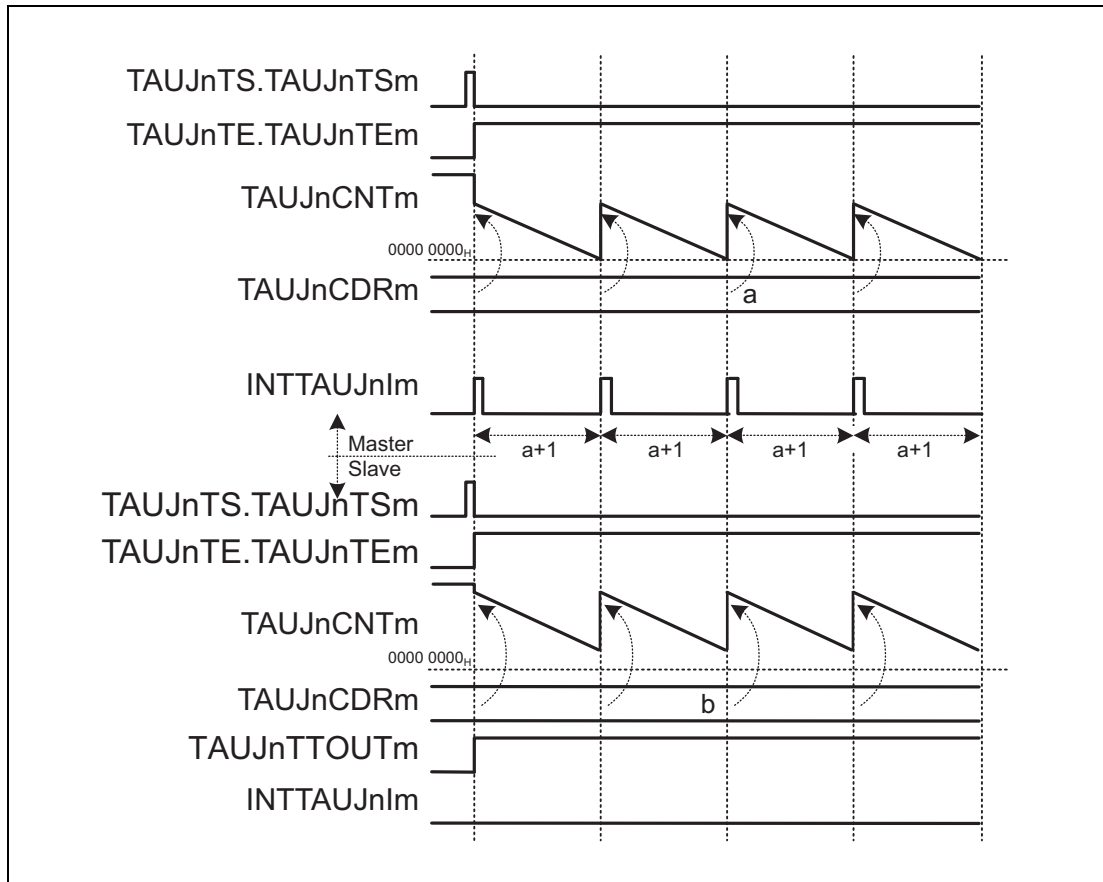 TAUJnTS.TAUJnTSm
TAUJnTE.TAUJnTEm
TAUJnCNTm
0000 0000H
TAUJnCDRm
a
INTTAUJnIm
Master
Slave
a+1 a+1 a+1 a+1
TAUJnTS.TAUJnTSm
TAUJnTE.TAUJnTEm
TAUJnCNTm
0000 0000H
TAUJnCDRm
b
TAUJnTTOUTm
INTTAUJnIm